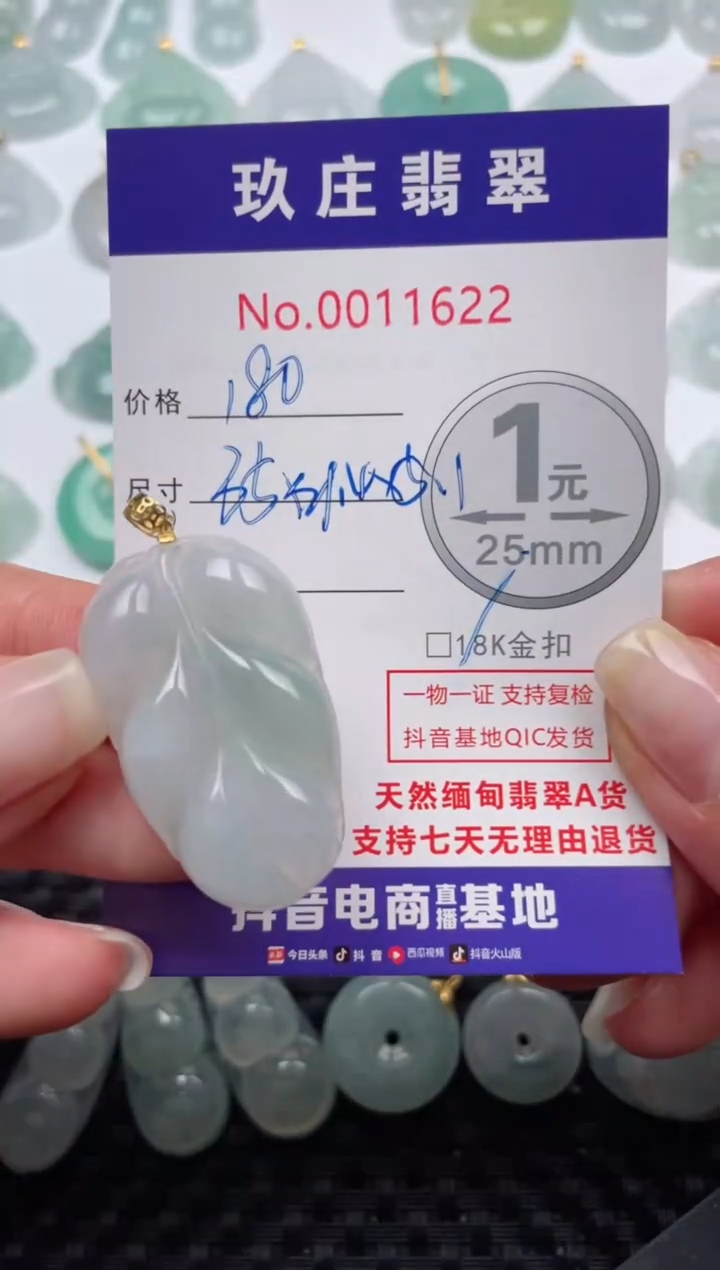 玖庄翡翠
No.0011622
价格 180
尺寸
1元
25mm
□18K金扣
一物一证 支持复检
抖音基地QIC发货
天然缅甸翡翠A货
支持七天无理由退货
抖音电商直播基地
今日头条 抖音 西瓜视频 抖音火山版